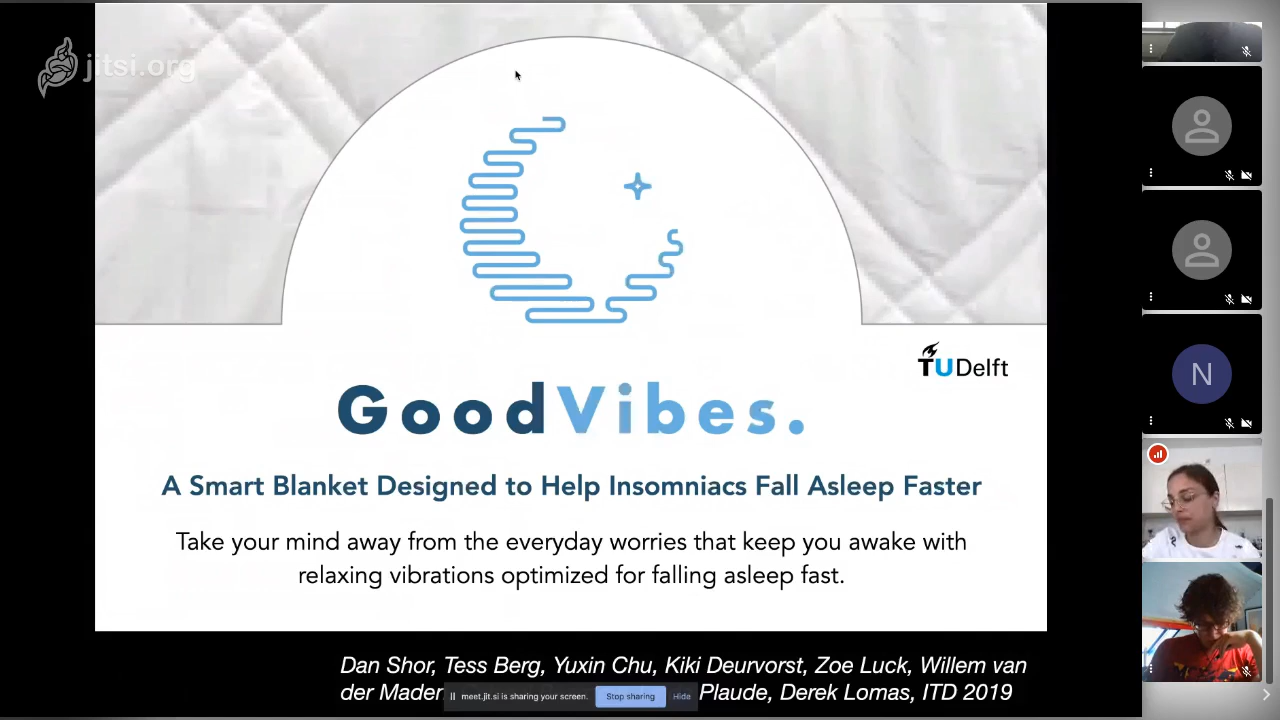 jitsi.org
TUDelft
GoodVibes.
A Smart Blanket Designed to Help Insomniacs Fall Asleep Faster
Take your mind away from the everyday worries that keep you awake with
relaxing vibrations optimized for falling asleep fast.
N
Dan Shor, Tess Berg, Yuxin Chu, Kiki Deurvorst, Zoe Luck, Willem van
der Mader Plaude, Derek Lomas, ITD 2019
meet.jit.si is sharing your screen. Stop sharing Hide